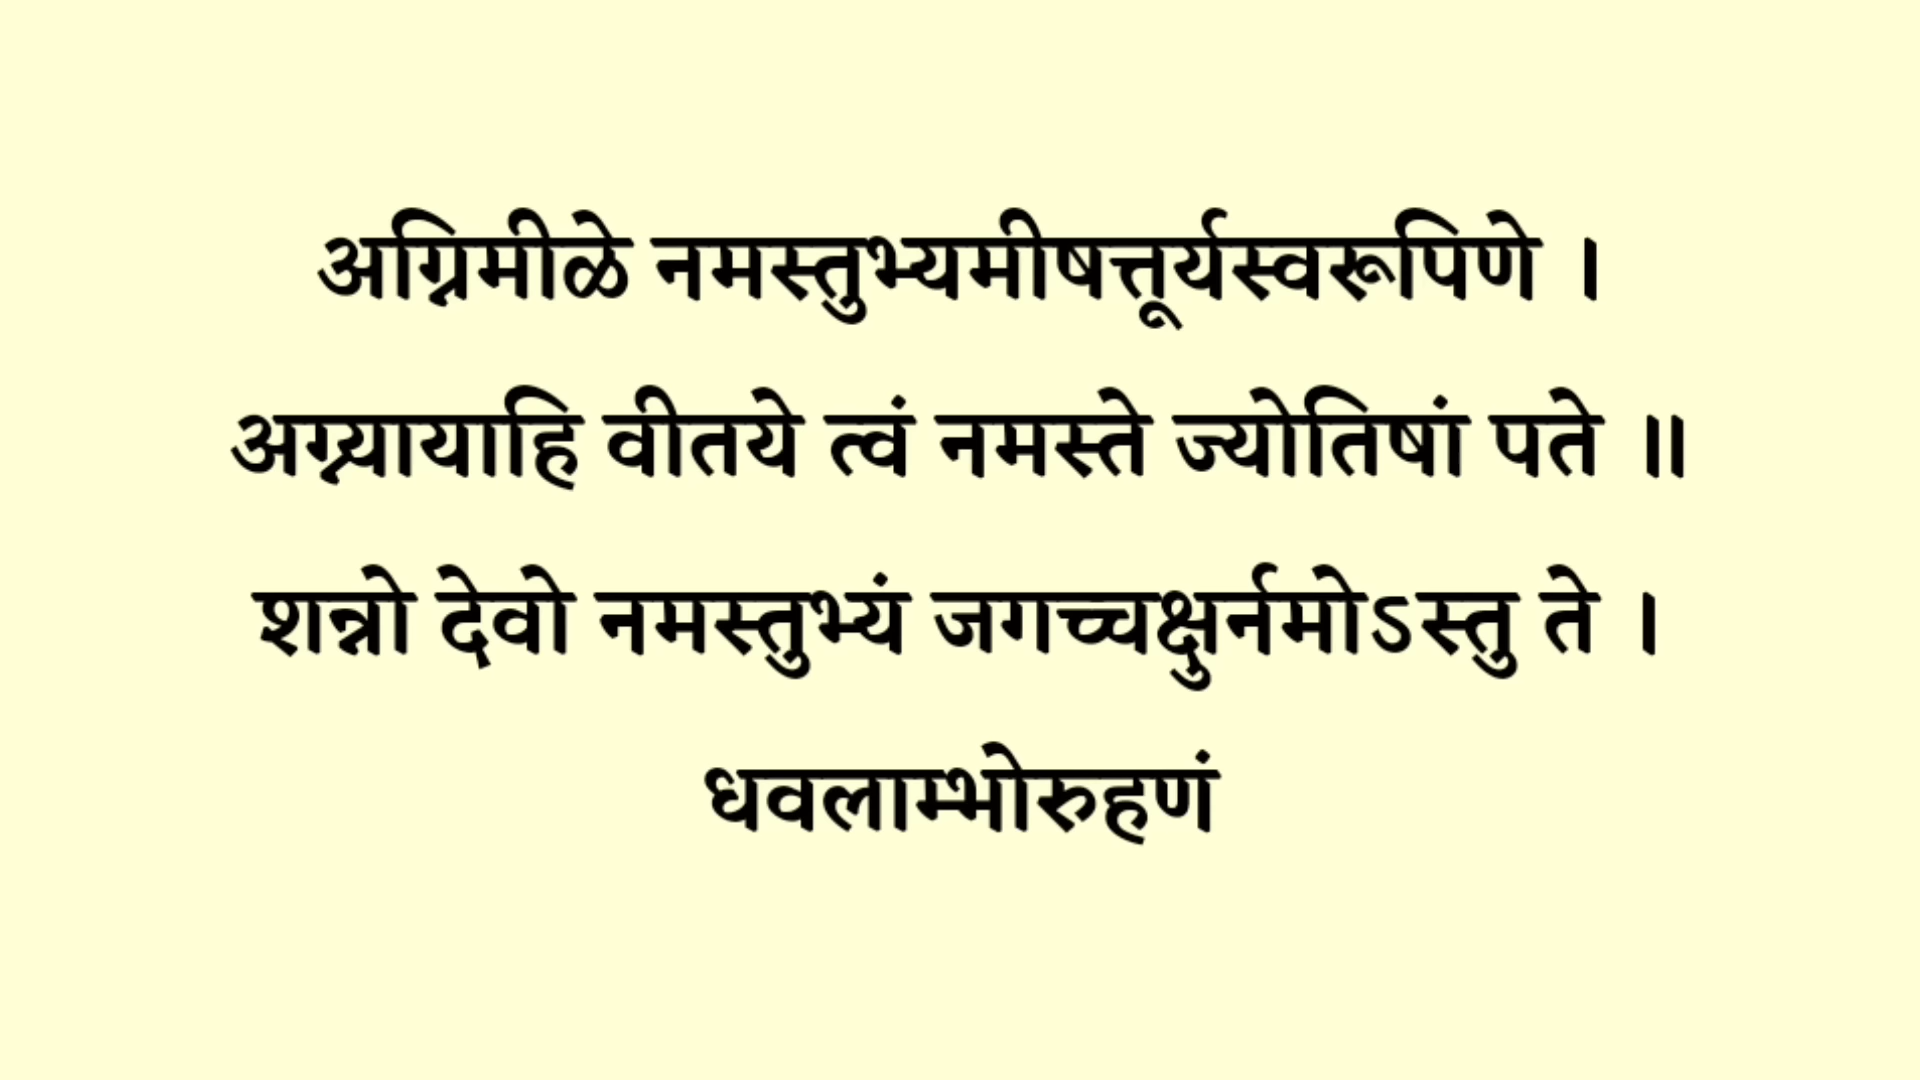 अग्निमीळे नमस्तुभ्यमीषत्तूर्यस्वरूपिणे ।
अग्न्यायाहि वीतये त्वं नमस्ते ज्योतिषां पते ॥
शन्नो देवो नमस्तुभ्यं जगच्चक्षुर्नमोऽस्तु ते ।
धवलाम्भोरुहणं